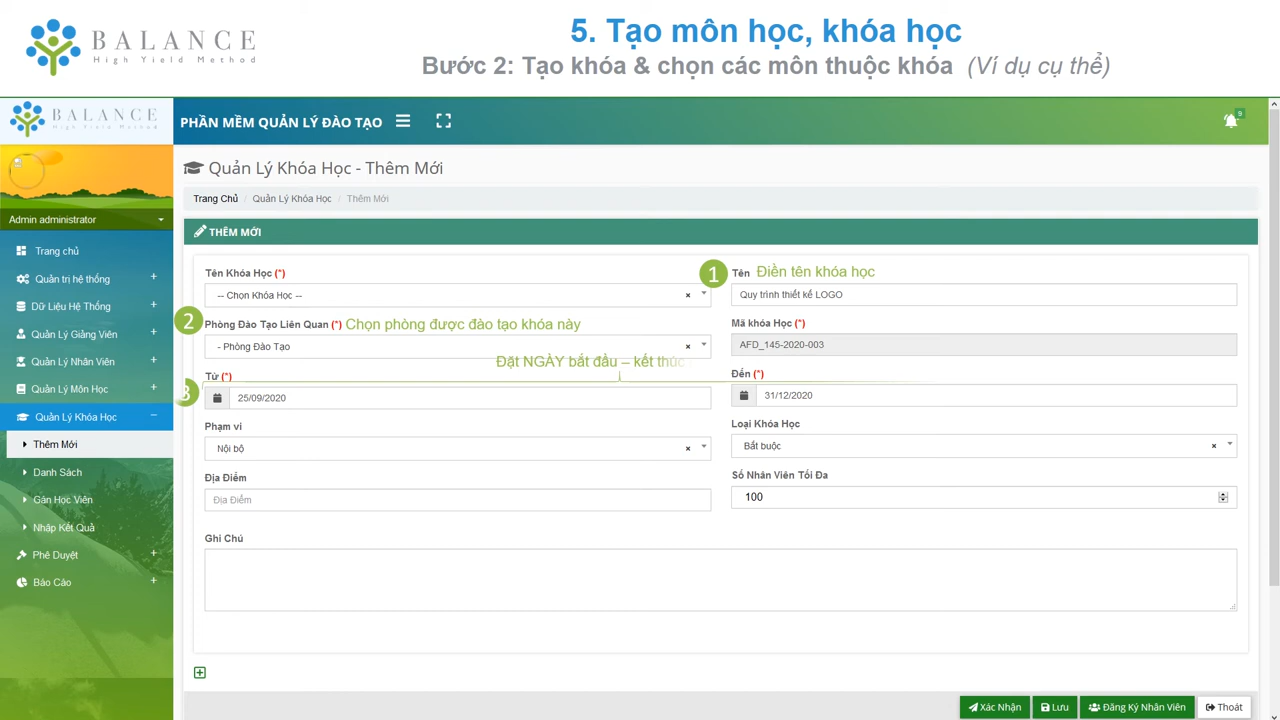 BALANCE
High Yield Method
5. Tạo môn học, khóa học
Bước 2: Tạo khóa & chọn các môn thuộc khóa (Ví dụ cụ thể)
BALANCE
High Yield Method
PHẦN MỀM QUẢN LÝ ĐÀO TẠO
9
Admin administrator
Trang chủ
Quản trị hệ thống +
Dữ Liệu Hệ Thống +
Quản Lý Giảng Viên +
Quản Lý Nhân Viên +
Quản Lý Môn Học +
Quản Lý Khóa Học −
Thêm Mới
Danh Sách
Gán Học Viên
Nhập Kết Quả
Phê Duyệt +
Báo Cáo +
Quản Lý Khóa Học - Thêm Mới
Trang Chủ / Quản Lý Khóa Học / Thêm Mới
THÊM MỚI
Tên Khóa Học (*)
-- Chọn Khóa Học -- ×
1 Tên Điền tên khóa học
Quy trình thiết kế LOGO
2 Phòng Đào Tạo Liên Quan (*) Chọn phòng được đào tạo khóa này
- Phòng Đào Tạo ×
Mã khóa Học (*)
AFD_145-2020-003
Đặt NGÀY bắt đầu – kết thúc
3 Từ (*)
25/09/2020
Đến (*)
31/12/2020
Phạm vi
Nội bộ ×
Loại Khóa Học
Bắt buộc ×
Địa Điểm
Địa Điểm
Số Nhân Viên Tối Đa
100
Ghi Chú
Xác Nhận
Lưu
Đăng Ký Nhân Viên
Thoát